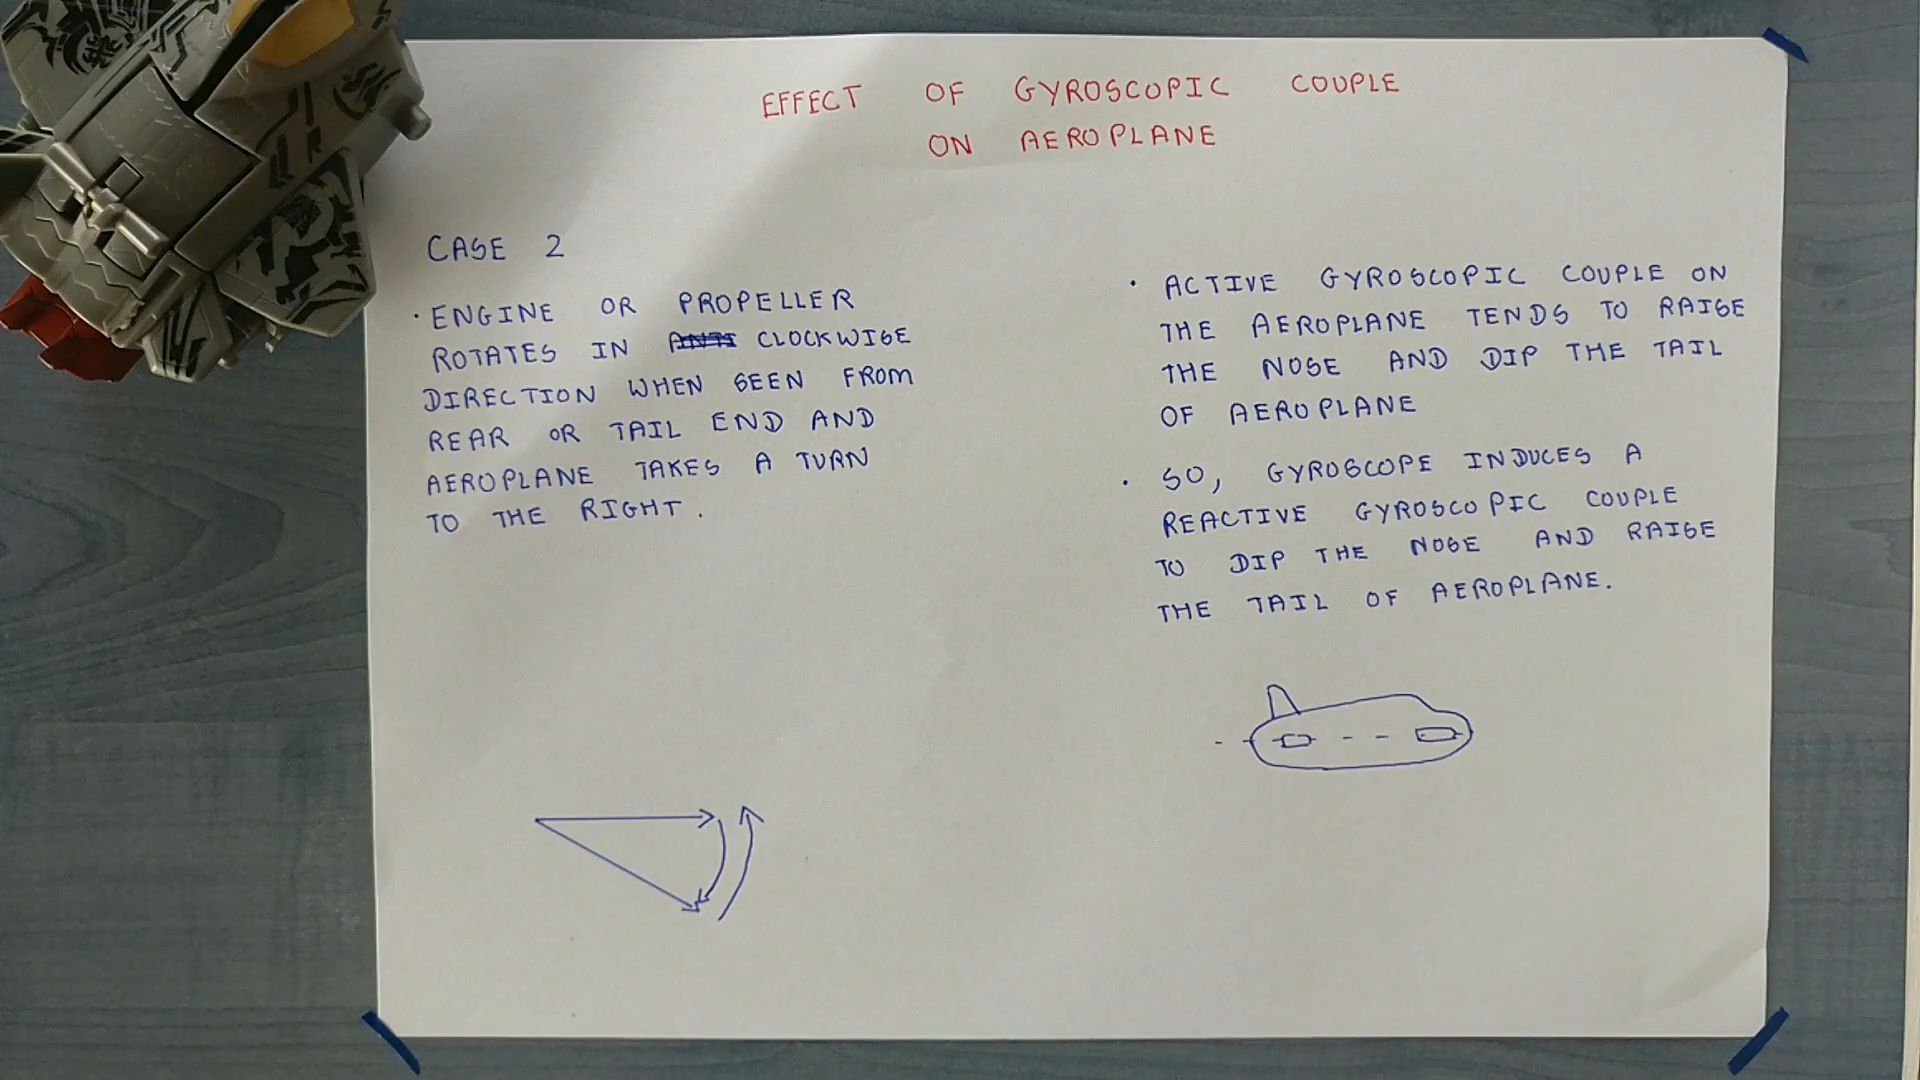 EFFECT OF GYROSCOPIC COUPLE
ON AEROPLANE
CASE 2
• ENGINE OR PROPELLER
ROTATES IN ANTI CLOCKWISE
DIRECTION WHEN SEEN FROM
REAR OR TAIL END AND
AEROPLANE TAKES A TURN
TO THE RIGHT.
• ACTIVE GYROSCOPIC COUPLE ON
THE AEROPLANE TENDS TO RAISE
THE NOSE AND DIP THE TAIL
OF AEROPLANE
• SO, GYROSCOPE INDUCES A
REACTIVE GYROSCOPIC COUPLE
TO DIP THE NOSE AND RAISE
THE TAIL OF AEROPLANE.